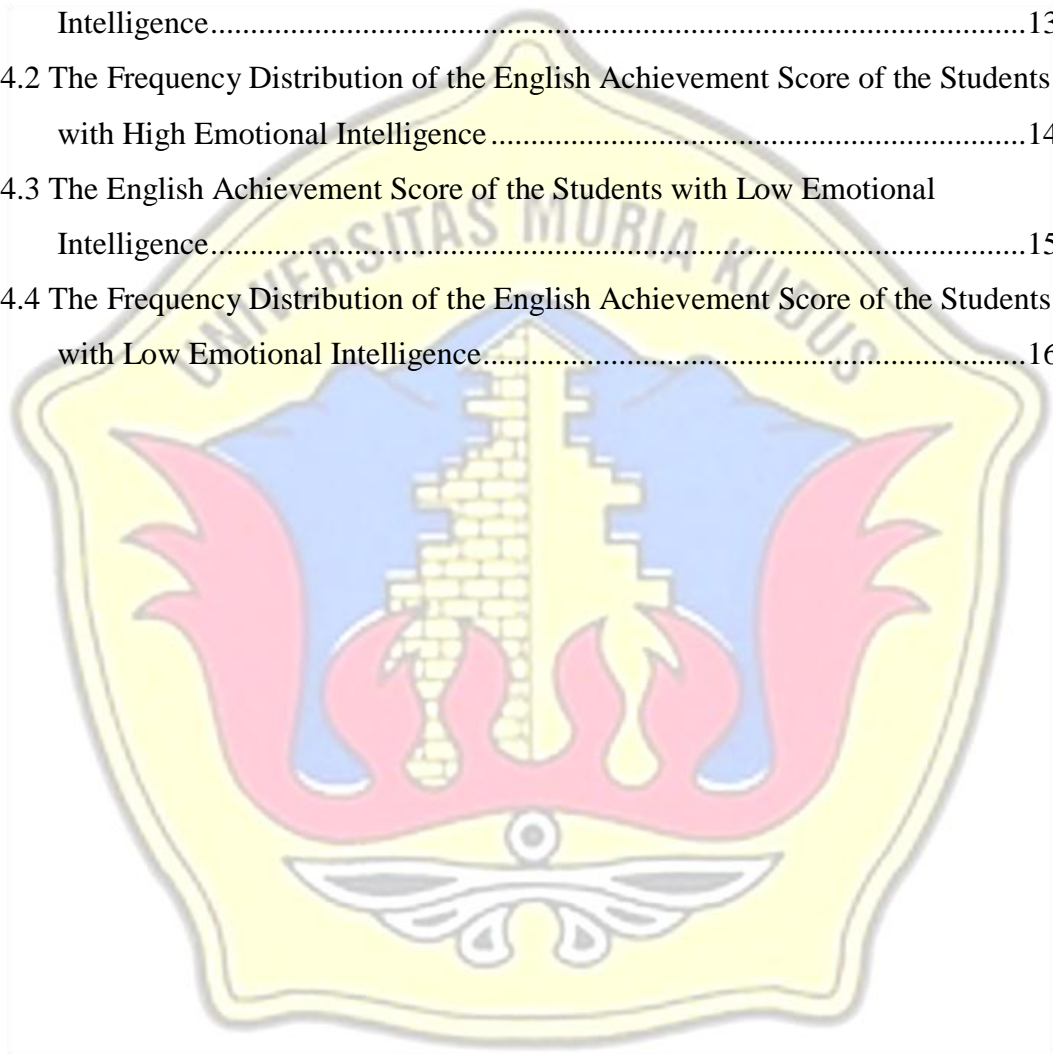 Intelligence....................................................................................................13
4.2 The Frequency Distribution of the English Achievement Score of the Students
with High Emotional Intelligence..................................................................14
4.3 The English Achievement Score of the Students with Low Emotional
Intelligence....................................................................................................15
4.4 The Frequency Distribution of the English Achievement Score of the Students
with Low Emotional Intelligence...................................................................16
UNIVERSITAS MURIA KUDUS